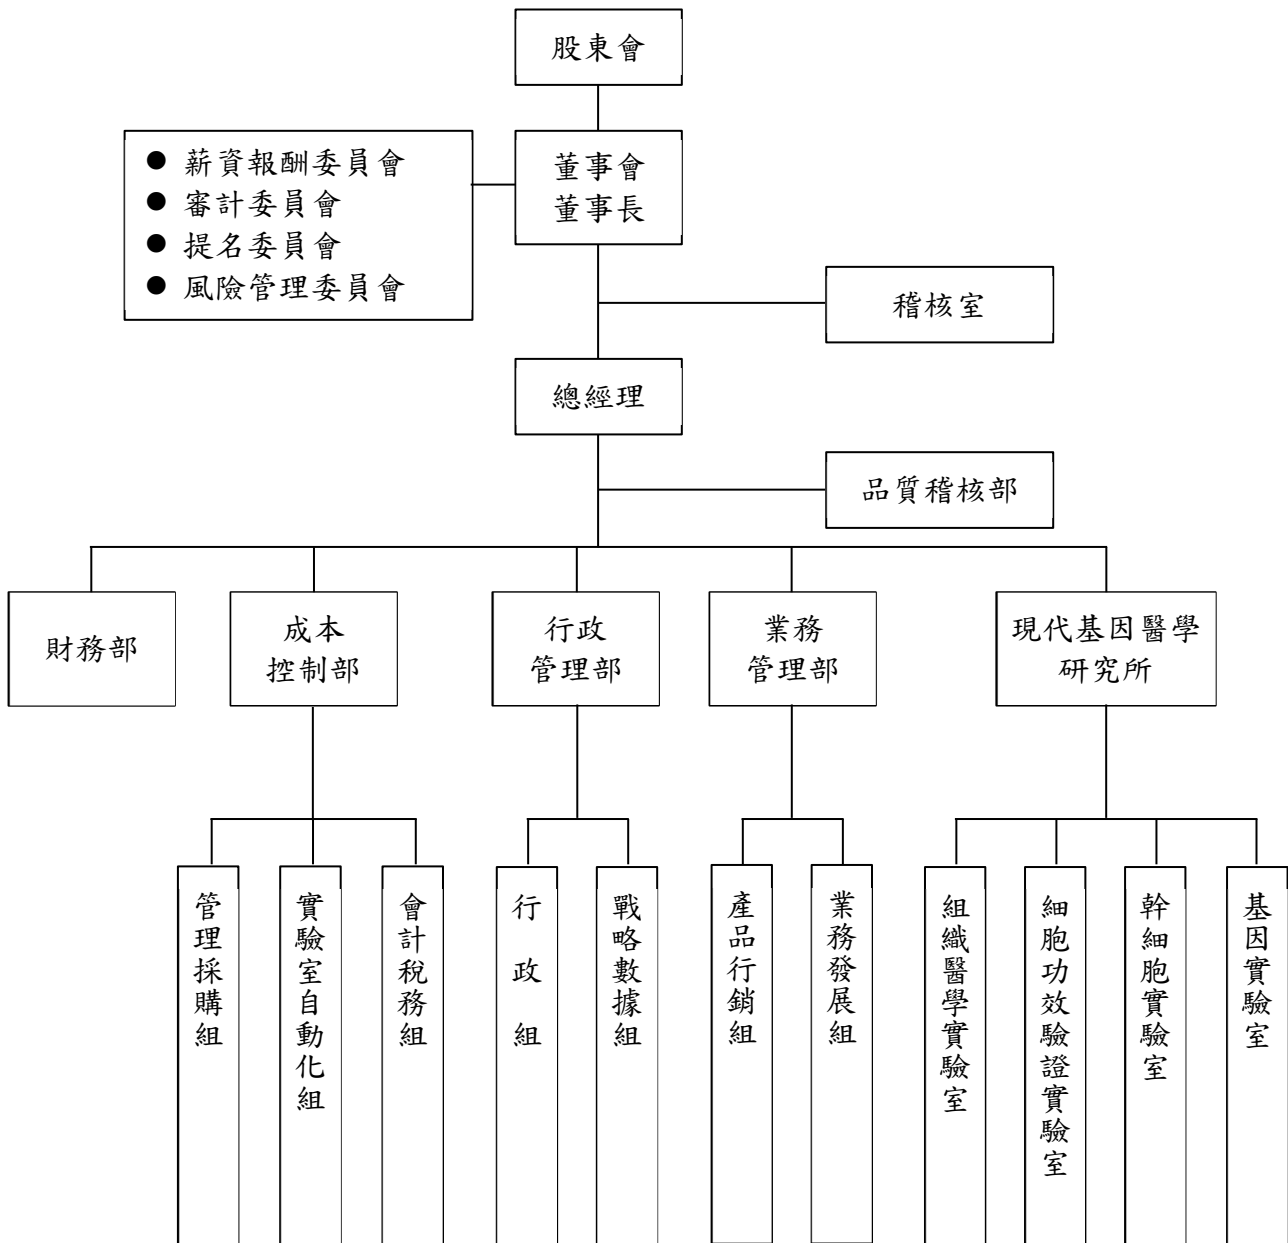 股東會
● 薪資報酬委員會
● 審計委員會
● 提名委員會
● 風險管理委員會
董事會
董事長
稽核室
總經理
品質稽核部
財務部
成本
控制部
行政
管理部
業務
管理部
現代基因醫學
研究所
管理採購組
實驗室自動化組
會計稅務組
行政組
戰略數據組
產品行銷組
業務發展組
組織醫學實驗室
細胞功效驗證實驗室
幹細胞實驗室
基因實驗室